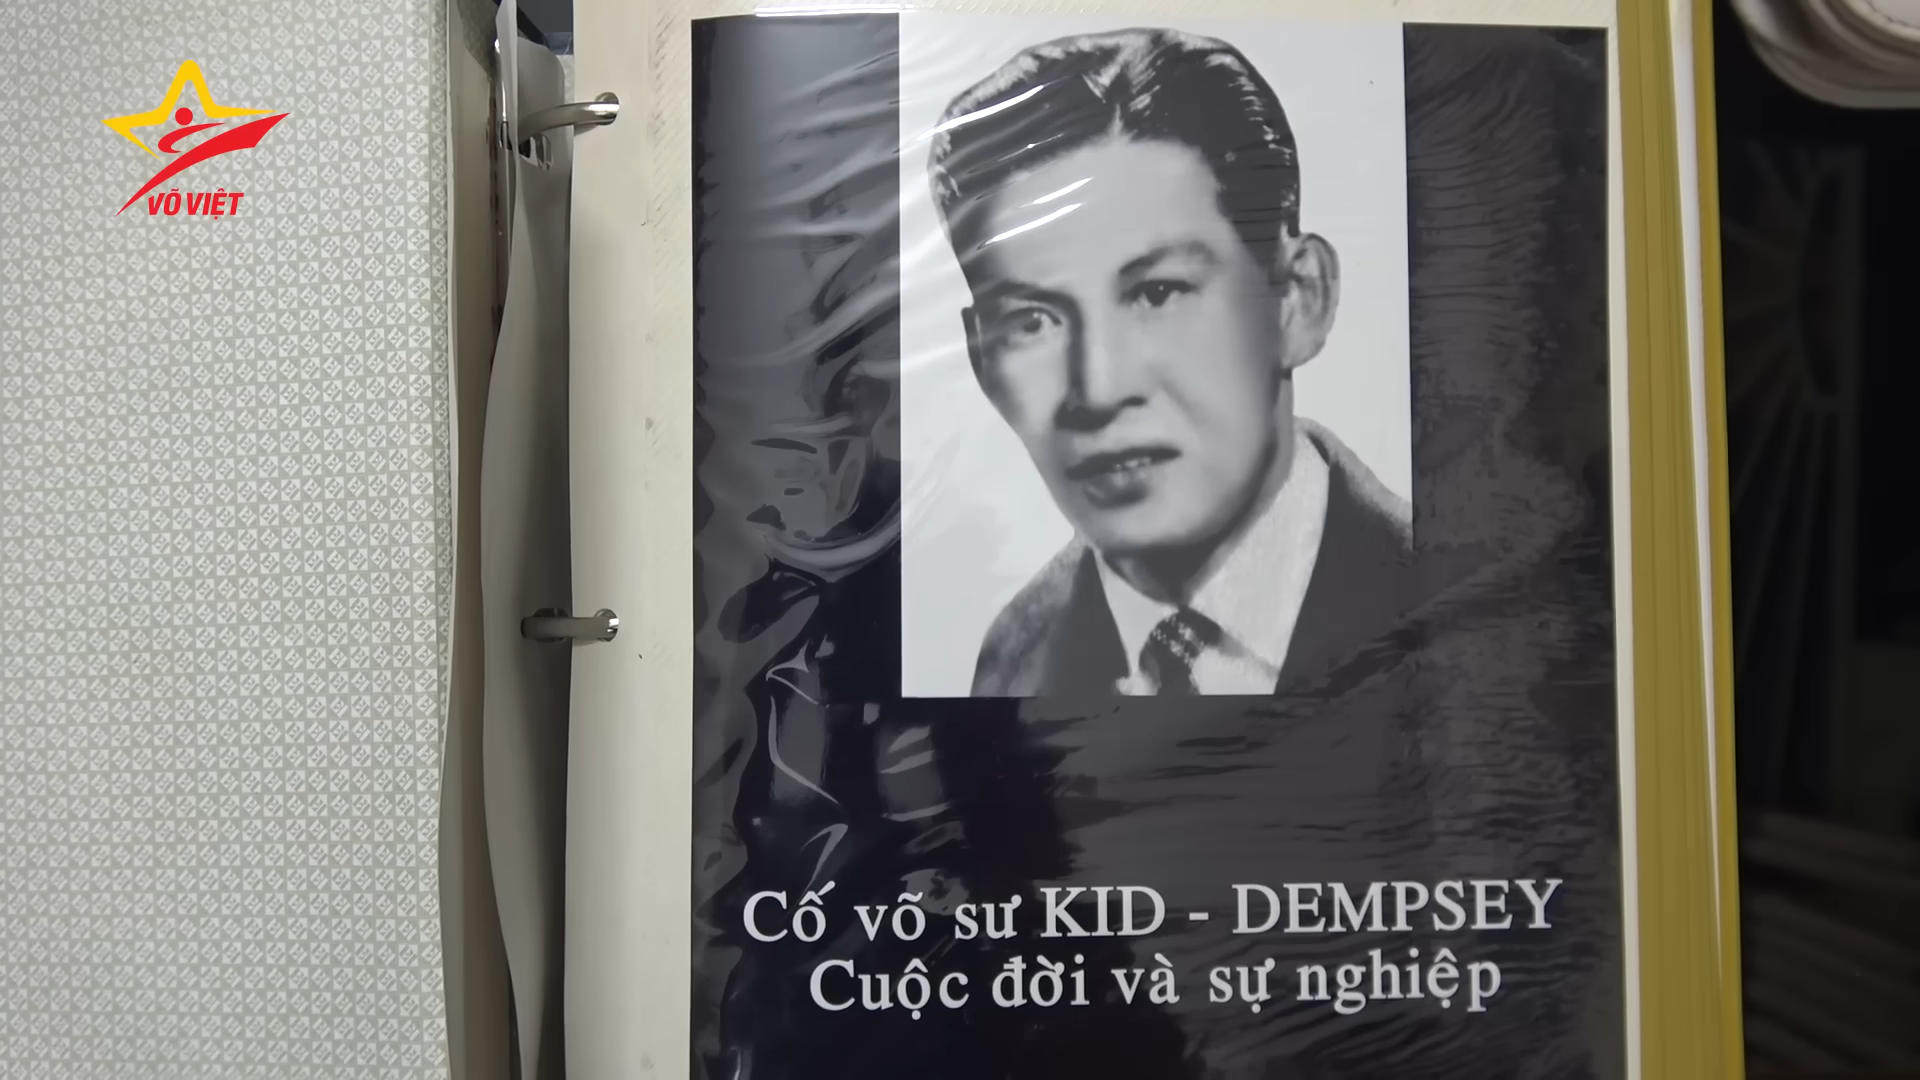 VÕ VIỆT
Cố võ sư KID - DEMPSEY
Cuộc đời và sự nghiệp